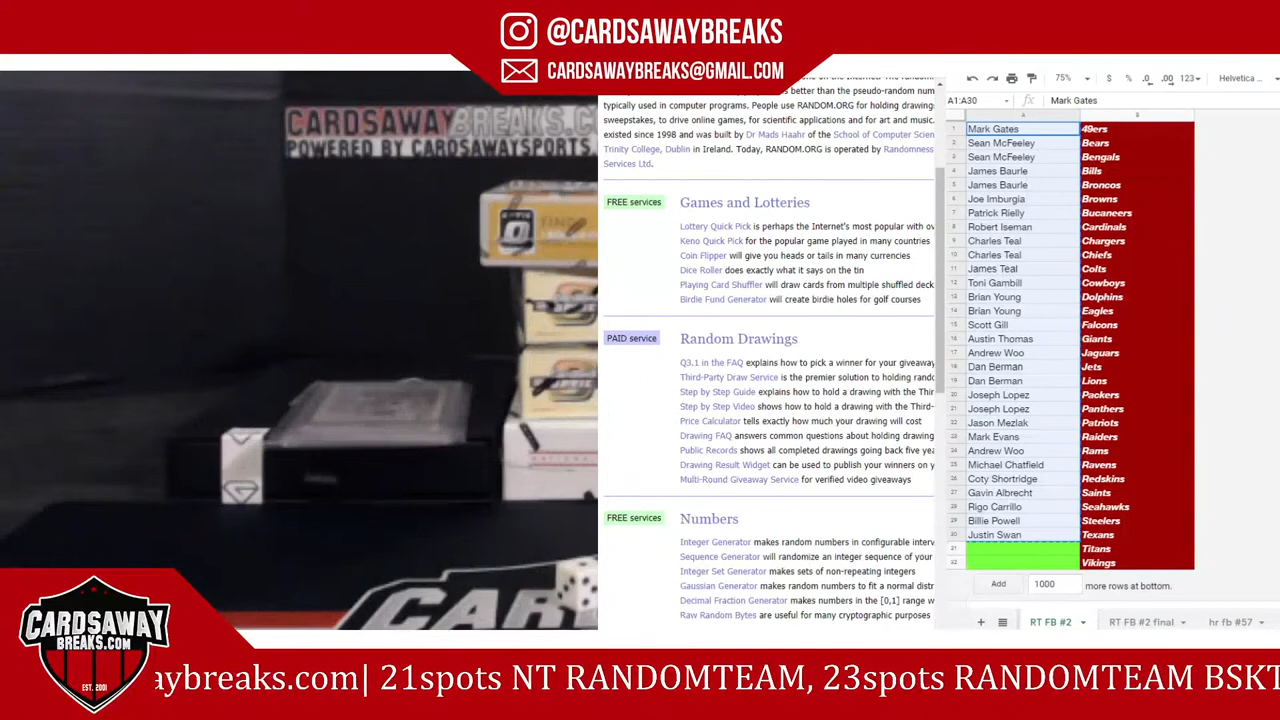 @CARDSAWAYBREAKS
CARDSAWAYBREAKS@GMAIL.COM
CARDSAWAYBREAKS.C
POWERED BY CARDSAWAYSPORTS.
better than the pseudo-random num
typically used in computer programs. People use RANDOM.ORG for holding drawings
sweepstakes, to drive online games, for scientific applications and for art and music.
existed since 1998 and was built by Dr Mads Haahr of the School of Computer Scien
Trinity College, Dublin in Ireland. Today, RANDOM.ORG is operated by Randomness
Services Ltd.
FREE services
Games and Lotteries
Lottery Quick Pick is perhaps the Internet's most popular with ov
Keno Quick Pick for the popular game played in many countries
Coin Flipper will give you heads or tails in many currencies
Dice Roller does exactly what it says on the tin
Playing Card Shuffler will draw cards from multiple shuffled deck
Birdie Fund Generator will create birdie holes for golf courses
PAID service
Random Drawings
Q3.1 in the FAQ explains how to pick a winner for your giveaway
Third-Party Draw Service is the premier solution to holding rand
Step by Step Guide explains how to hold a drawing with the Thir
Step by Step Video shows how to hold a drawing with the Third-
Price Calculator tells exactly how much your drawing will cost
Drawing FAQ answers common questions about holding drawing
Public Records shows all completed drawings going back five yea
Drawing Result Widget can be used to publish your winners on y
Multi-Round Giveaway Service for verified video giveaways
FREE services
Numbers
Integer Generator makes random numbers in configurable interv
Sequence Generator will randomize an integer sequence of your
Integer Set Generator makes sets of non-repeating integers
Gaussian Generator makes random numbers to fit a normal distr
Decimal Fraction Generator makes numbers in the [0,1] range w
Raw Random Bytes are useful for many cryptographic purposes
75% $ % .0 .00 123 Helvetica ...
A1:A30 fx Mark Gates
A B
1 Mark Gates 49ers
2 Sean McFeeley Bears
3 Sean McFeeley Bengals
4 James Baurle Bills
5 James Baurle Broncos
6 Joe Imburgia Browns
7 Patrick Rielly Bucaneers
8 Robert Iseman Cardinals
9 Charles Teal Chargers
10 Charles Teal Chiefs
11 James Teal Colts
12 Toni Gambill Cowboys
13 Brian Young Dolphins
14 Brian Young Eagles
15 Scott Gill Falcons
16 Austin Thomas Giants
17 Andrew Woo Jaguars
18 Dan Berman Jets
19 Dan Berman Lions
20 Joseph Lopez Packers
21 Joseph Lopez Panthers
22 Jason Mezlak Patriots
23 Mark Evans Raiders
24 Andrew Woo Rams
25 Michael Chatfield Ravens
26 Coty Shortridge Redskins
27 Gavin Albrecht Saints
28 Rigo Carrillo Seahawks
29 Billie Powell Steelers
30 Justin Swan Texans
31 Titans
32 Vikings
Add 1000 more rows at bottom.
RT FB #2 RT FB #2 final hr fb #57
CARDSAWAY
BREAKS.COM
EST. 2001
aybreaks.com| 21spots NT RANDOMTEAM, 23spots RANDOMTEAM BSKT